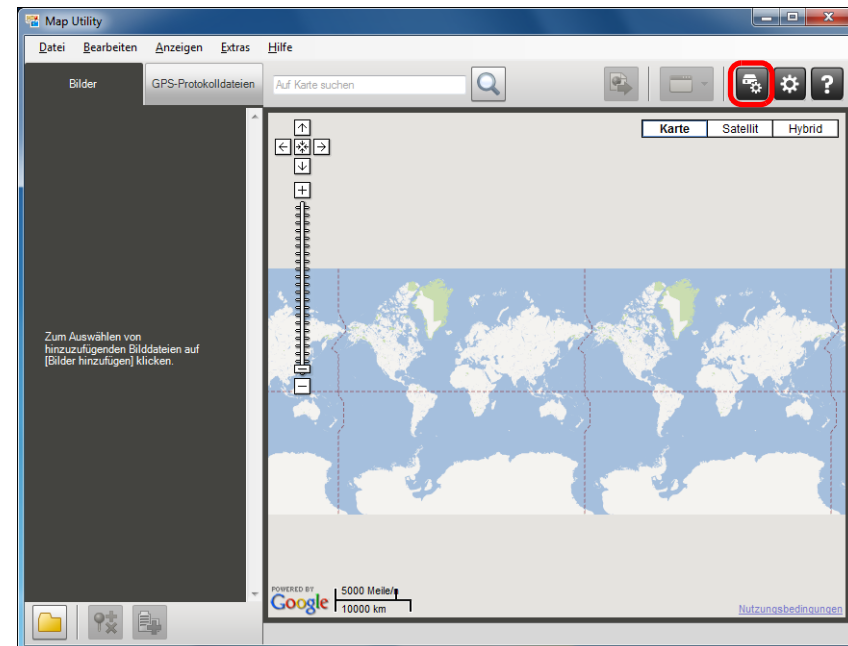 Map Utility
Datei Bearbeiten Anzeigen Extras Hilfe
Bilder
GPS-Protokolldateien
Auf Karte suchen
?
Karte Satellit Hybrid
Zum Auswählen von
hinzuzufügenden Bilddateien auf
[Bilder hinzufügen] klicken.
POWERED BY
Google
5000 Meile/n
10000 km
Nutzungsbedingungen